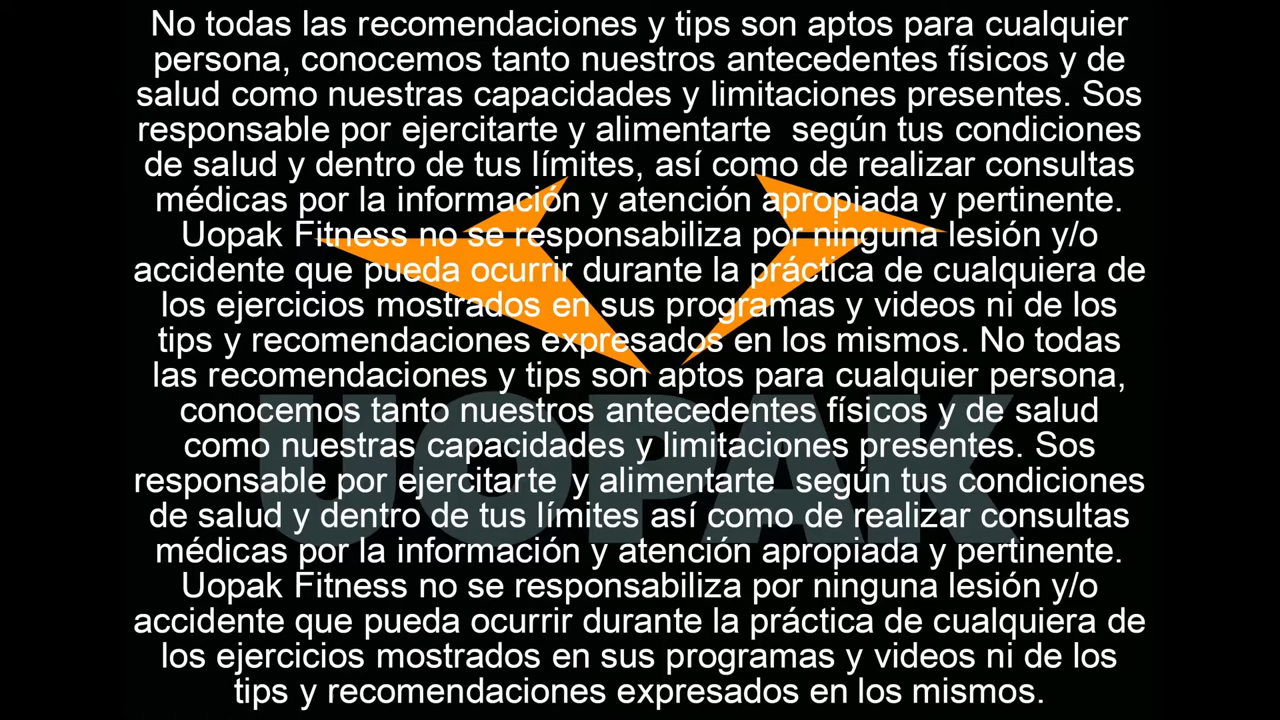 No todas las recomendaciones y tips son aptos para cualquier
persona, conocemos tanto nuestros antecedentes físicos y de
salud como nuestras capacidades y limitaciones presentes. Sos
responsable por ejercitarte y alimentarte  según tus condiciones
de salud y dentro de tus límites, así como de realizar consultas
médicas por la información y atención apropiada y pertinente.
Uopak Fitness no se responsabiliza por ninguna lesión y/o
accidente que pueda ocurrir durante la práctica de cualquiera de
los ejercicios mostrados en sus programas y videos ni de los
tips y recomendaciones expresados en los mismos. No todas
las recomendaciones y tips son aptos para cualquier persona,
conocemos tanto nuestros antecedentes físicos y de salud
como nuestras capacidades y limitaciones presentes. Sos
responsable por ejercitarte y alimentarte  según tus condiciones
de salud y dentro de tus límites así como de realizar consultas
médicas por la información y atención apropiada y pertinente.
Uopak Fitness no se responsabiliza por ninguna lesión y/o
accidente que pueda ocurrir durante la práctica de cualquiera de
los ejercicios mostrados en sus programas y videos ni de los
tips y recomendaciones expresados en los mismos.
UOPAK